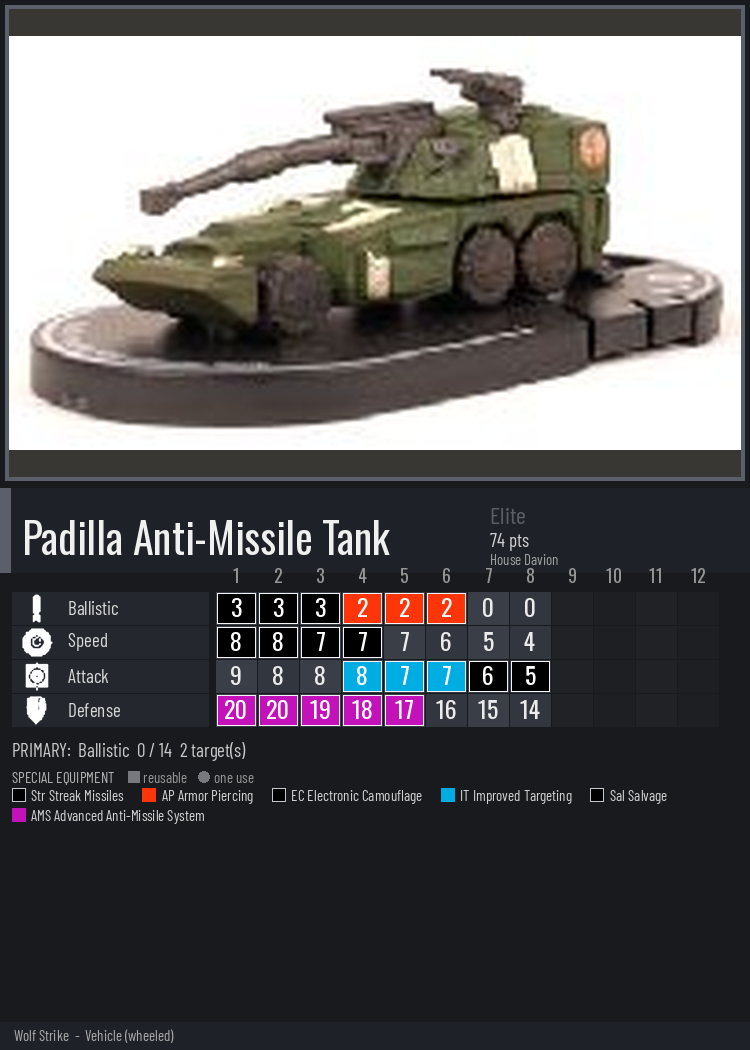 Padilla Anti-Missile Tank
Elite
74 pts
House Davion
1 2 3 4 5 6 7 8 9 10 11 12
Ballistic 3 3 3 2 2 2 0 0
Speed 8 8 7 7 7 6 5 4
Attack 9 8 8 8 7 7 6 5
Defense 20 20 19 18 17 16 15 14
PRIMARY: Ballistic 0 / 14 2 target(s)
SPECIAL EQUIPMENT reusable one use
Str Streak Missiles AP Armor Piercing EC Electronic Camouflage IT Improved Targeting Sal Salvage
AMS Advanced Anti-Missile System
Wolf Strike - Vehicle (wheeled)